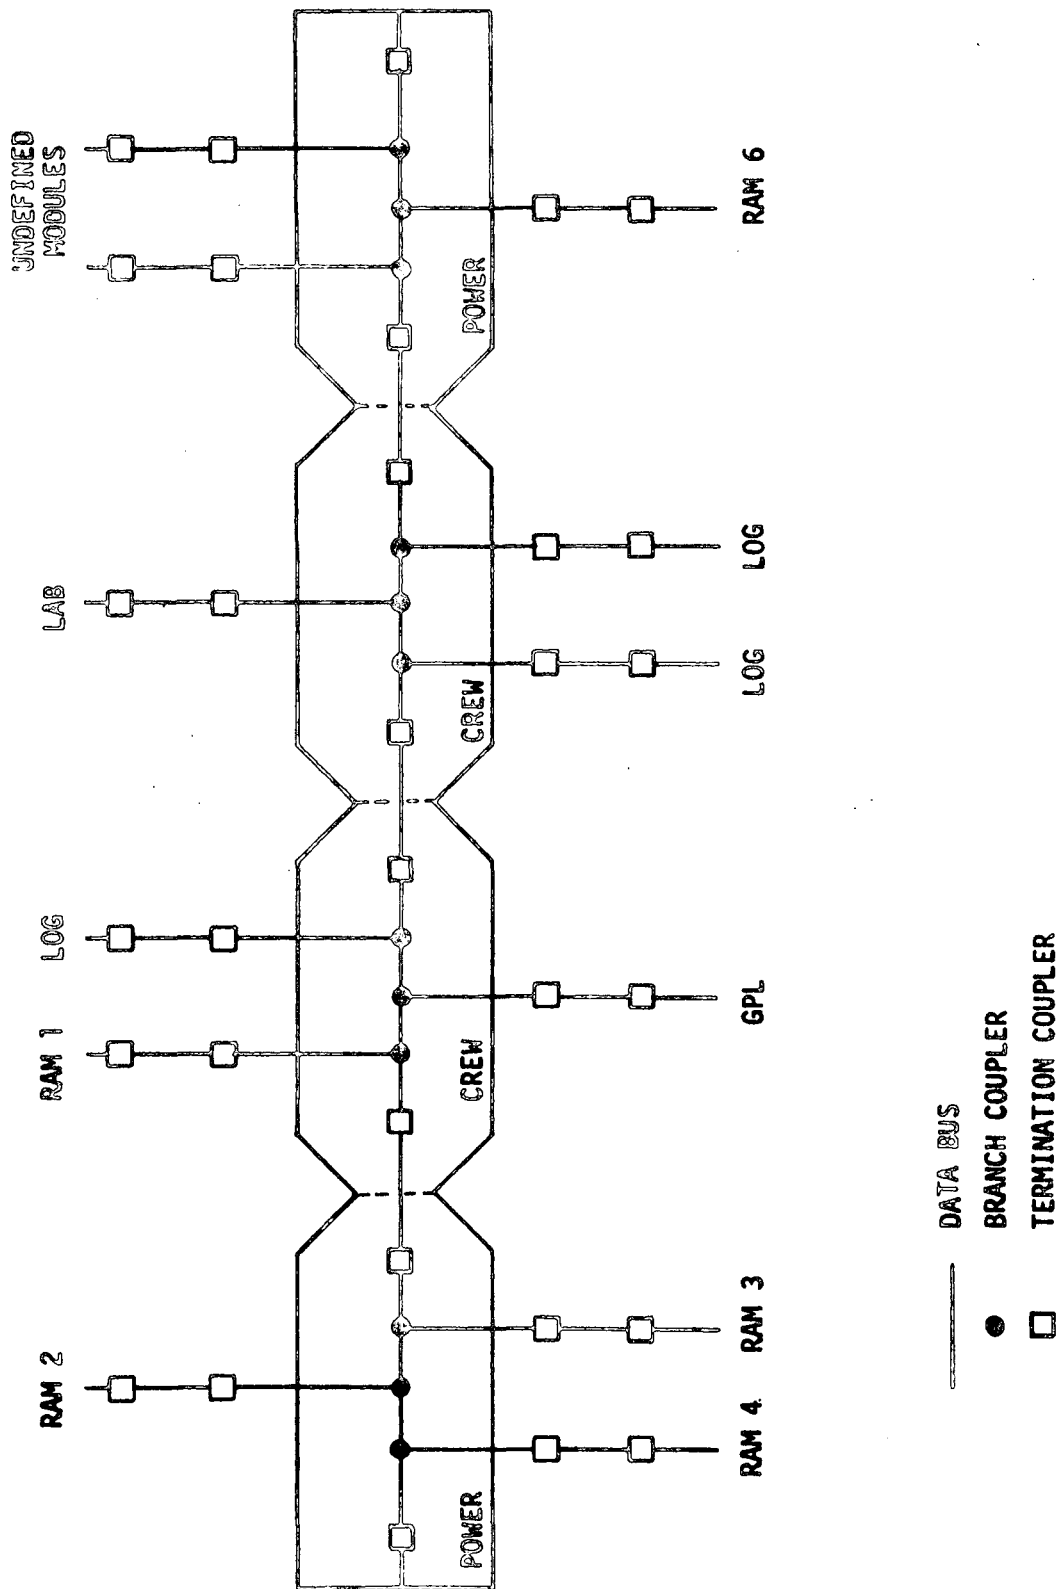 RAM 2
RAM 1
LOG
LAB
UNDEFINED
MODULES
POWER
CREW
CREW
POWER
RAM 4
RAM 3
GPL
LOG
LOG
RAM 6
DATA BUS
BRANCH COUPLER
TERMINATION COUPLER